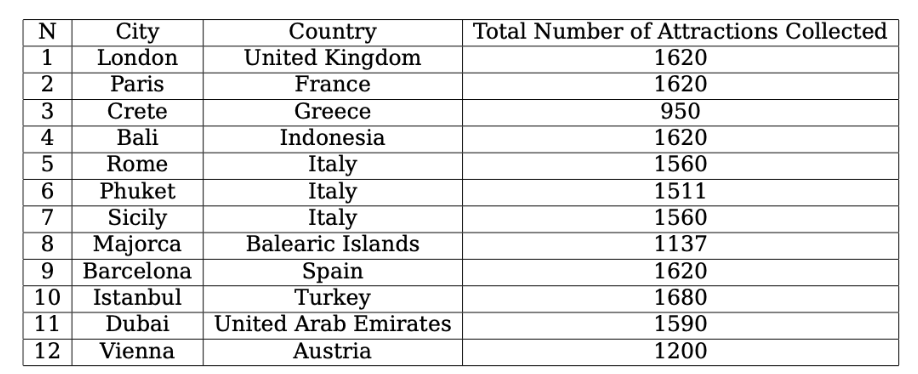 N City Country Total Number of Attractions Collected
1 London United Kingdom 1620
2 Paris France 1620
3 Crete Greece 950
4 Bali Indonesia 1620
5 Rome Italy 1560
6 Phuket Italy 1511
7 Sicily Italy 1560
8 Majorca Balearic Islands 1137
9 Barcelona Spain 1620
10 Istanbul Turkey 1680
11 Dubai United Arab Emirates 1590
12 Vienna Austria 1200